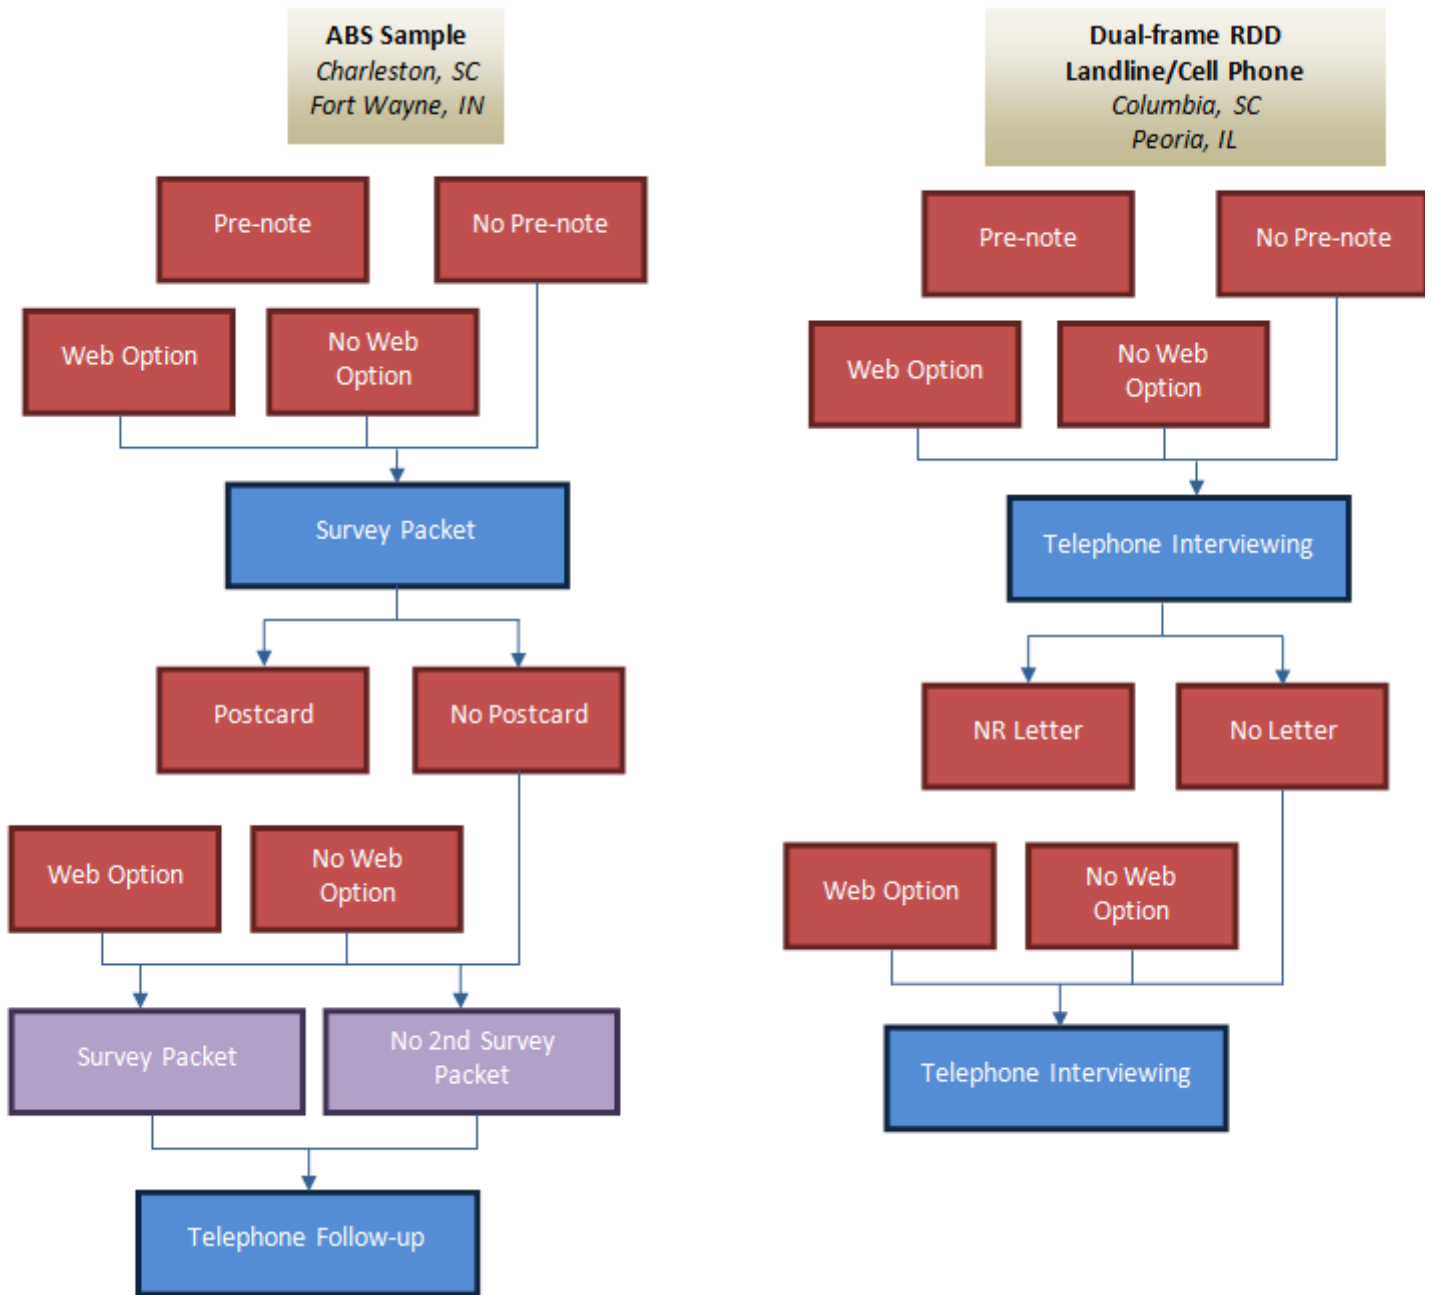 ABS Sample
Charleston, SC
Fort Wayne, IN
Pre-note
No Pre-note
Web Option
No Web
Option
Survey Packet
Postcard
No Postcard
Web Option
No Web
Option
Survey Packet
No 2nd Survey
Packet
Telephone Follow-up
Dual-frame RDD
Landline/Cell Phone
Columbia, SC
Peoria, IL
Pre-note
No Pre-note
Web Option
No Web
Option
Telephone Interviewing
NR Letter
No Letter
Web Option
No Web
Option
Telephone Interviewing